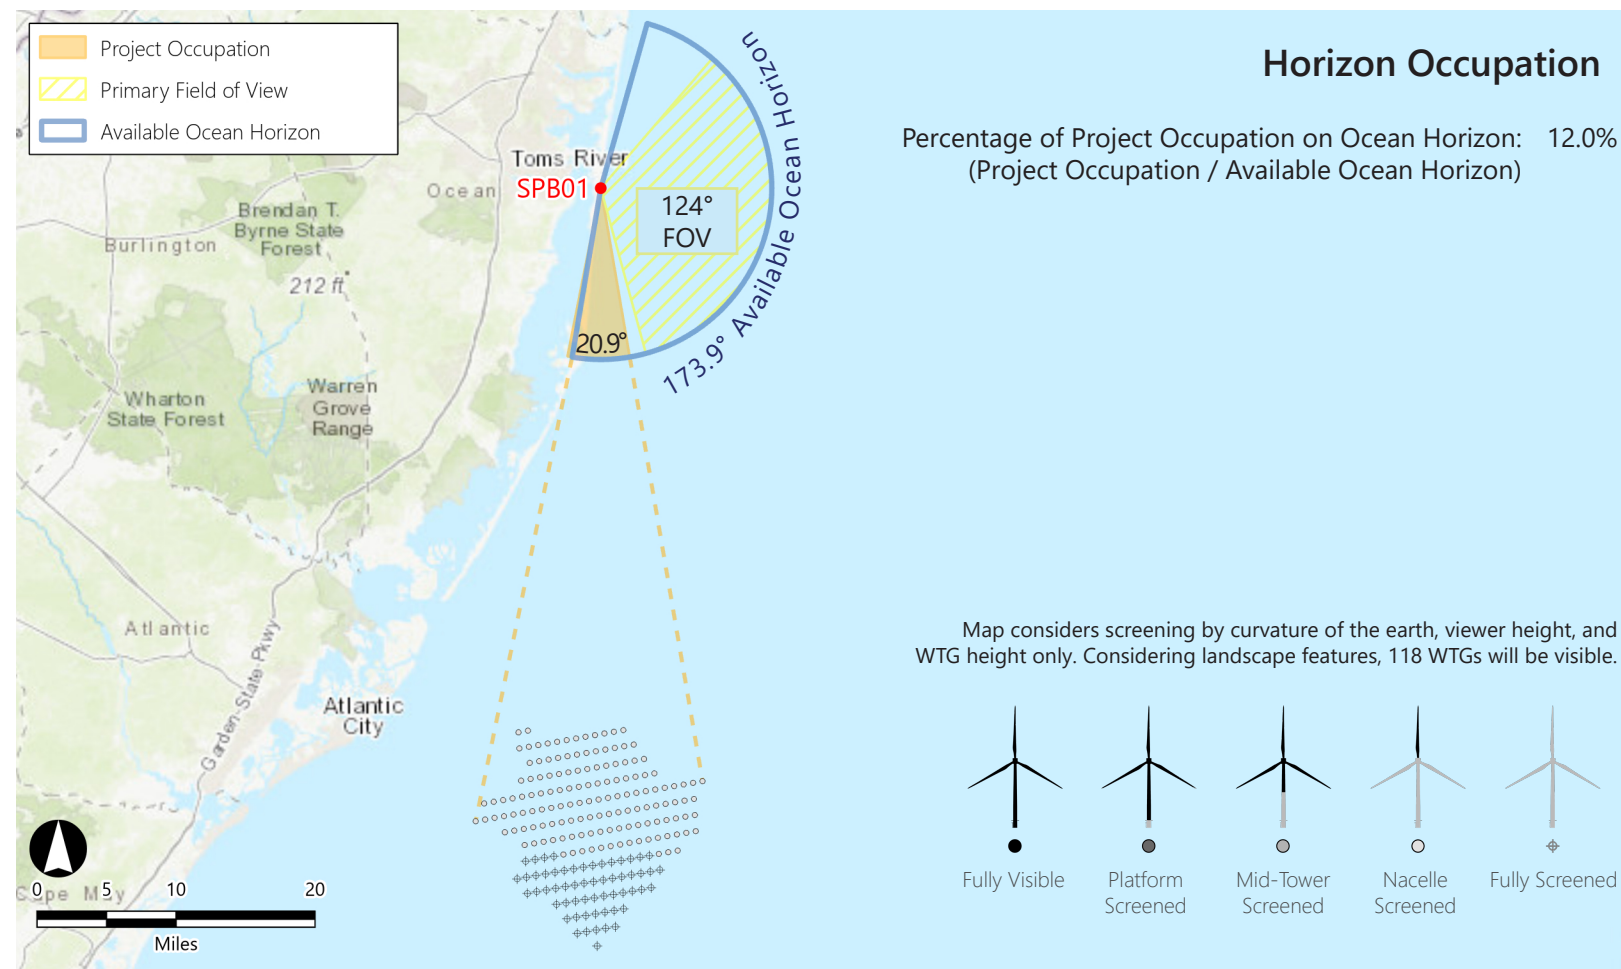 Project Occupation
Primary Field of View
Available Ocean Horizon
Horizon Occupation
Percentage of Project Occupation on Ocean Horizon: 12.0%
(Project Occupation / Available Ocean Horizon)
173.9° Available Ocean Horizon
Toms River
SPB01
Ocean
124°
FOV
20.9°
Brendan T.
Byrne State
Forest
Burlington
212 ft
Warren
Grove
Range
Wharton
State Forest
Atlantic
Garden-State-Pkwy
Atlantic
City
Cape May
0 5 10 20
Miles
Map considers screening by curvature of the earth, viewer height, and
WTG height only. Considering landscape features, 118 WTGs will be visible.
Fully Visible
Platform
Screened
Mid-Tower
Screened
Nacelle
Screened
Fully Screened